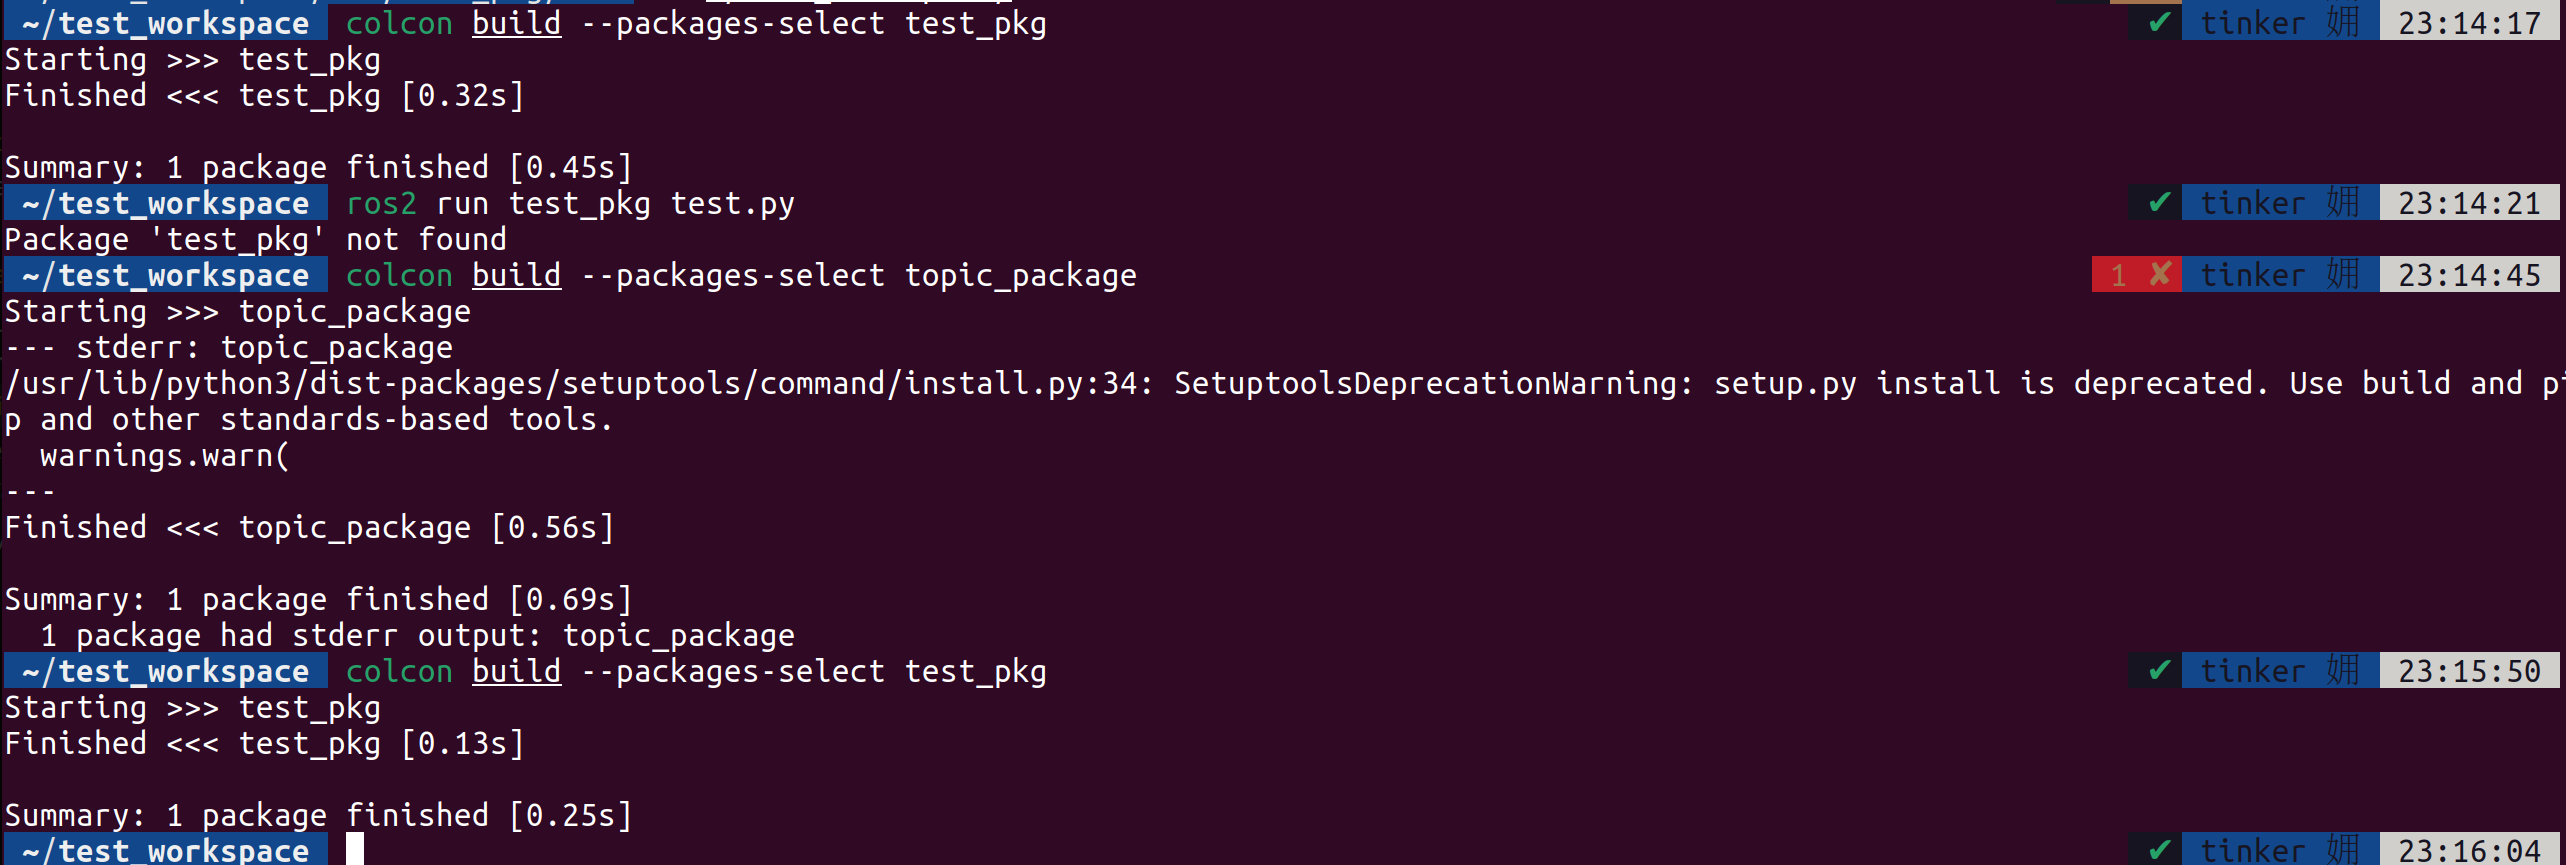 ~/test_workspace colcon build --packages-select test_pkg ✔ tinker 23:14:17
Starting >>> test_pkg
Finished <<< test_pkg [0.32s]
Summary: 1 package finished [0.45s]
~/test_workspace ros2 run test_pkg test.py ✔ tinker 23:14:21
Package 'test_pkg' not found
~/test_workspace colcon build --packages-select topic_package 1 ✘ tinker 23:14:45
Starting >>> topic_package
--- stderr: topic_package
/usr/lib/python3/dist-packages/setuptools/command/install.py:34: SetuptoolsDeprecationWarning: setup.py install is deprecated. Use build and pi
p and other standards-based tools.
warnings.warn(
---
Finished <<< topic_package [0.56s]
Summary: 1 package finished [0.69s]
1 package had stderr output: topic_package
~/test_workspace colcon build --packages-select test_pkg ✔ tinker 23:15:50
Starting >>> test_pkg
Finished <<< test_pkg [0.13s]
Summary: 1 package finished [0.25s]
~/test_workspace ✔ tinker 23:16:04